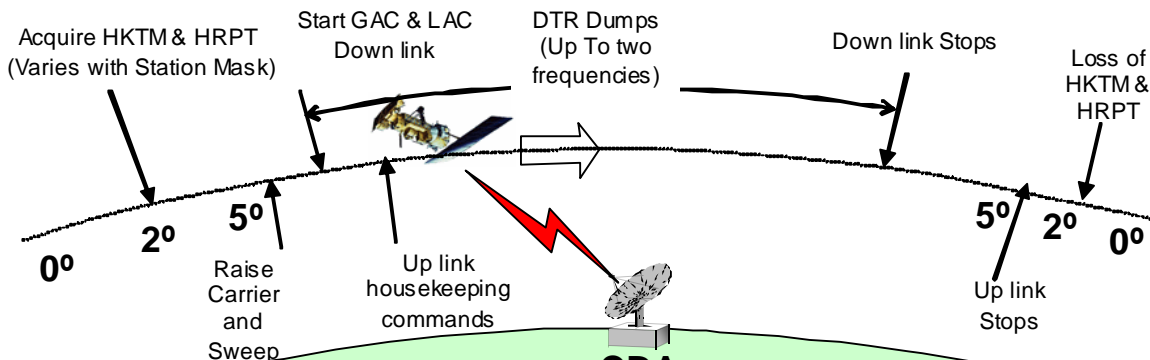 Acquire HKTM & HRPT
(Varies with Station Mask)
Start GAC & LAC
Down link
DTR Dumps
(Up To two
frequencies)
Down link Stops
Loss of
HKTM &
HRPT
0º
2º
5º
5º
2º
0º
Raise
Carrier
and
Sweep
Up link
housekeeping
commands
Up link
Stops